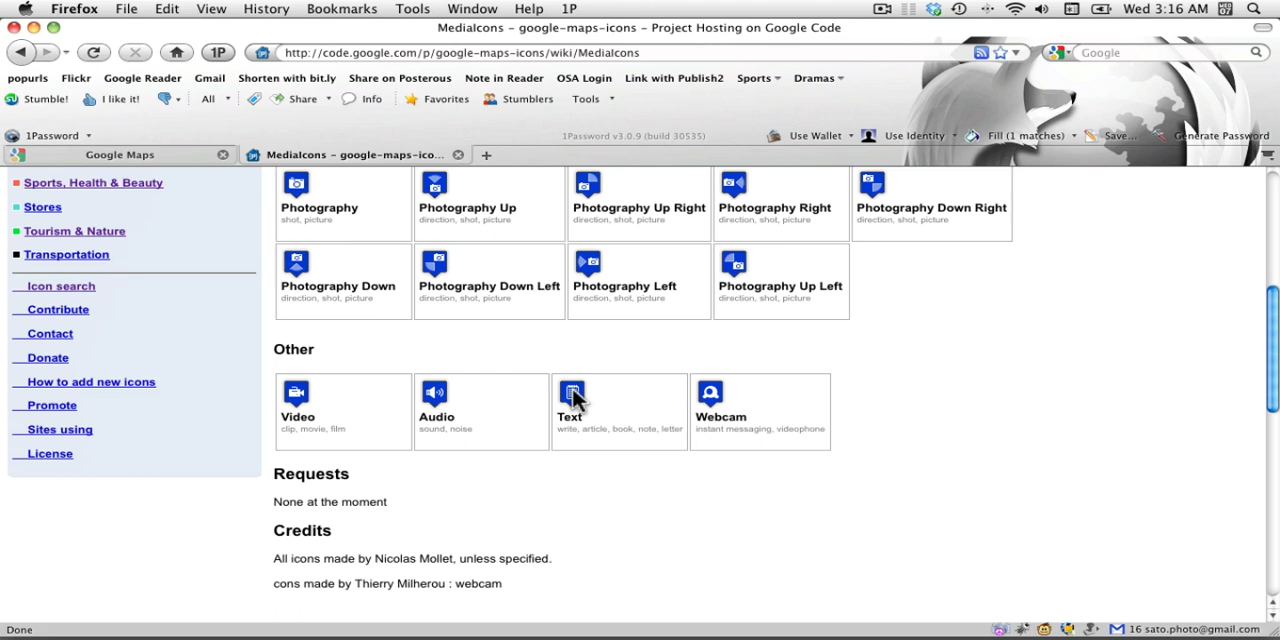 Firefox File Edit View History Bookmarks Tools Window Help 1P Wed 3:16 AM
MediaIcons - google-maps-icons - Project Hosting on Google Code
1P http://code.google.com/p/google-maps-icons/wiki/MediaIcons Google
popurls Flickr Google Reader Gmail Shorten with bit.ly Share on Posterous Note in Reader OSA Login Link with Publish2 Sports Dramas
Stumble! I like it! All Share Info Favorites Stumblers Tools
1Password 1Password v3.0.9 (build 30535) Use Wallet Use Identity Fill (1 matches) Save... Generate Password
Google Maps MediaIcons - google-maps-ico...
Sports, Health & Beauty
Stores
Tourism & Nature
Transportation
Icon search
Contribute
Contact
Donate
How to add new icons
Promote
Sites using
License
Photography Photography Up Photography Up Right Photography Right Photography Down Right
shot, picture direction, shot, picture direction, shot, picture direction, shot, picture direction, shot, picture
Photography Down Photography Down Left Photography Left Photography Up Left
direction, shot, picture direction, shot, picture direction, shot, picture direction, shot, picture
Other
Video Audio Text Webcam
clip, movie, film sound, noise write, article, book, note, letter instant messaging, videophone
Requests
None at the moment
Credits
All icons made by Nicolas Mollet, unless specified.
cons made by Thierry Milherou : webcam
Done 16 sato.photo@gmail.com